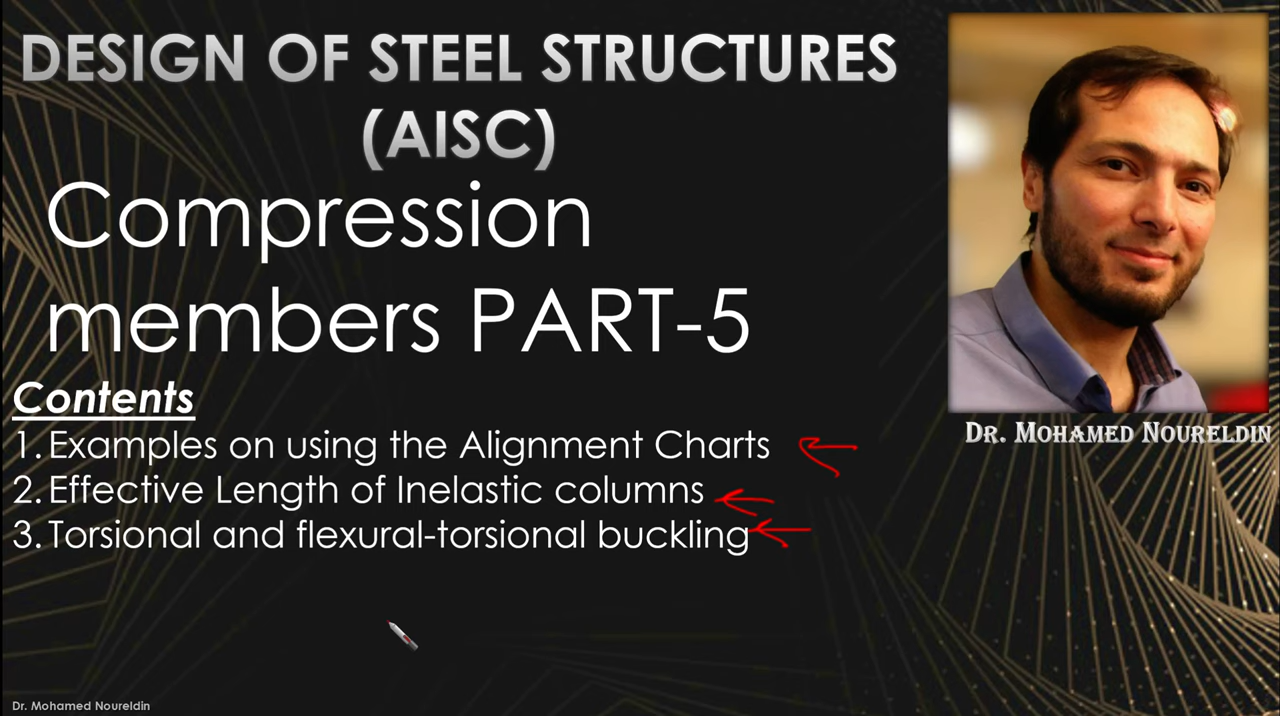 DESIGN OF STEEL STRUCTURES
(AISC)
Compression
members PART-5
Contents
1. Examples on using the Alignment Charts
2. Effective Length of Inelastic columns
3. Torsional and flexural-torsional buckling
DR. MOHAMED NOURELDIN
Dr. Mohamed Noureldin